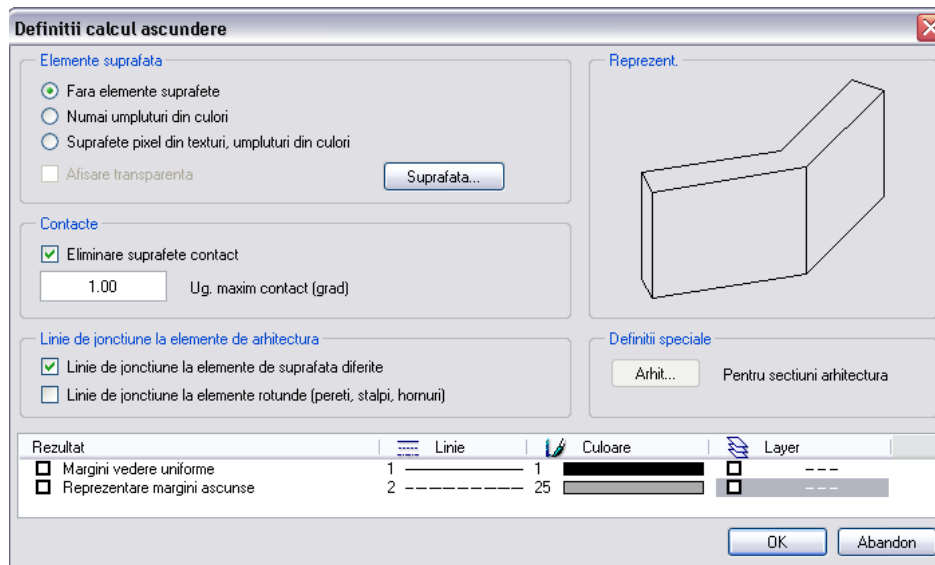 Definitii calcul ascundere
Elemente suprafata
Fara elemente suprafete
Numai umpluturi din culori
Suprafete pixel din texturi, umpluturi din culori
Afisare transparenta
Suprafata...
Reprezent.
Contacte
Eliminare suprafete contact
1.00 Ug. maxim contact (grad)
Linie de jonctiune la elemente de arhitectura
Linie de jonctiune la elemente de suprafata diferite
Linie de jonctiune la elemente rotunde (pereti, stalpi, hornuri)
Definitii speciale
Arhit... Pentru sectiuni arhitectura
Rezultat Linie Culoare Layer
Margini vedere uniforme 1 1 ---
Reprezentare margini ascunse 2 25 ---
OK Abandon